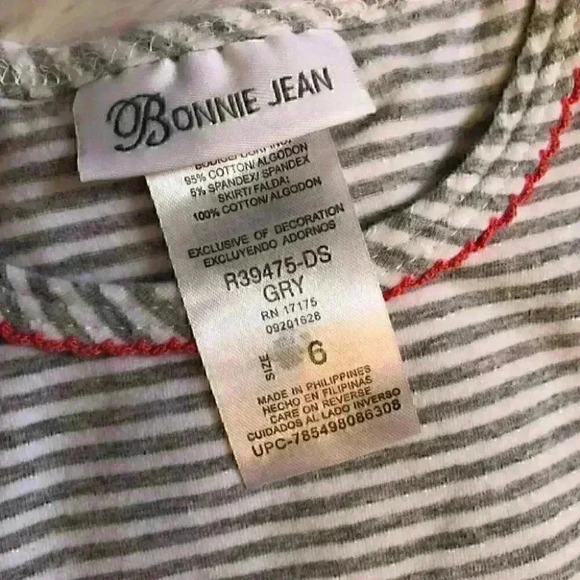 BONNIE JEAN
95% COTTON/ALGODON
5% SPANDEX/ SPANDEX
SKIRT/ FALDA:
100% COTTON/ALGODON
EXCLUSIVE OF DECORATION
EXCLUYENDO ADORNOS
R39475-DS
GRY
RN 17175
09201628
SIZE 6
MADE IN PHILIPPINES
HECHO EN FILIPINAS
CARE ON REVERSE
CUIDADOS AL LADO INVERSO
UPC-785498086308